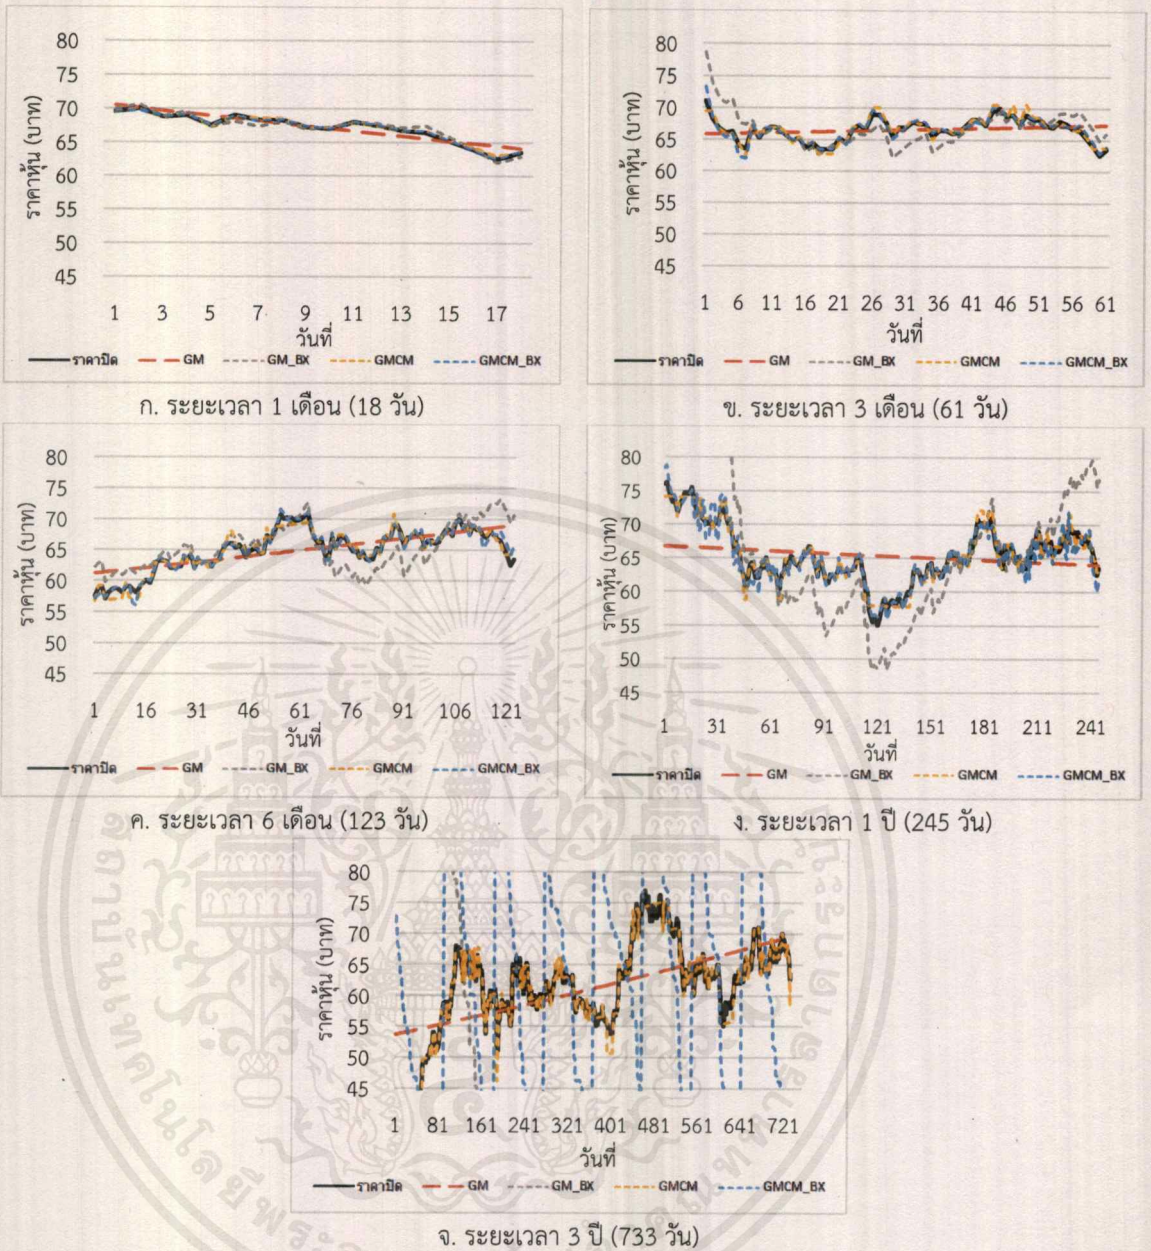 80
75
70
65
60
55
50
45
ราคาหุ้น (บาท)
1 3 5 7 9 11 13 15 17
วันที่
ราคาปิด GM GM_BX GMCM GMCM_BX
ก. ระยะเวลา 1 เดือน (18 วัน)
80
75
70
65
60
55
50
45
ราคาหุ้น (บาท)
1 6 11 16 21 26 31 36 41 46 51 56 61
วันที่
ราคาปิด GM GM_BX GMCM GMCM_BX
ข. ระยะเวลา 3 เดือน (61 วัน)
80
75
70
65
60
55
50
45
ราคาหุ้น (บาท)
1 16 31 46 61 76 91 106 121
วันที่
ราคาปิด GM GM_BX GMCM GMCM_BX
ค. ระยะเวลา 6 เดือน (123 วัน)
80
75
70
65
60
55
50
45
ราคาหุ้น (บาท)
1 31 61 91 121 151 181 211 241
วันที่
ราคาปิด GM GM_BX GMCM GMCM_BX
ง. ระยะเวลา 1 ปี (245 วัน)
80
75
70
65
60
55
50
45
ราคาหุ้น (บาท)
1 81 161 241 321 401 481 561 641 721
วันที่
ราคาปิด GM GM_BX GMCM GMCM_BX
จ. ระยะเวลา 3 ปี (733 วัน)